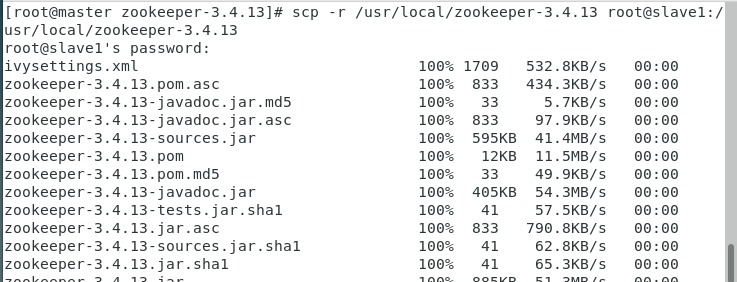 [root@master zookeeper-3.4.13]# scp -r /usr/local/zookeeper-3.4.13 root@slave1:/
usr/local/zookeeper-3.4.13
root@slave1's password:
ivysettings.xml 100% 1709 532.8KB/s 00:00
zookeeper-3.4.13.pom.asc 100% 833 434.3KB/s 00:00
zookeeper-3.4.13-javadoc.jar.md5 100% 33 5.7KB/s 00:00
zookeeper-3.4.13-javadoc.jar.asc 100% 833 97.9KB/s 00:00
zookeeper-3.4.13-sources.jar 100% 595KB 41.4MB/s 00:00
zookeeper-3.4.13.pom 100% 12KB 11.5MB/s 00:00
zookeeper-3.4.13.pom.md5 100% 33 49.9KB/s 00:00
zookeeper-3.4.13-javadoc.jar 100% 405KB 54.3MB/s 00:00
zookeeper-3.4.13-tests.jar.sha1 100% 41 57.5KB/s 00:00
zookeeper-3.4.13.jar.asc 100% 833 790.8KB/s 00:00
zookeeper-3.4.13-sources.jar.sha1 100% 41 62.8KB/s 00:00
zookeeper-3.4.13.jar.sha1 100% 41 65.3KB/s 00:00
zookeeper-3.4.13.jar 100% 885KB 51.3MB/s 00:00